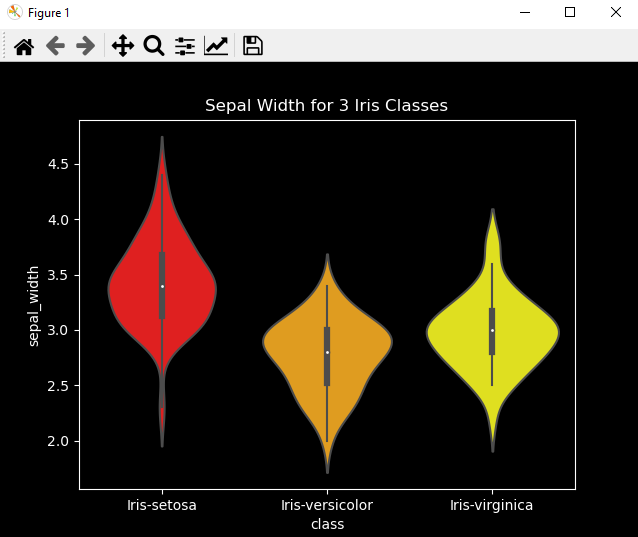 Figure 1
Sepal Width for 3 Iris Classes
4.5
4.0
3.5
3.0
2.5
2.0
sepal_width
Iris-setosa Iris-versicolor Iris-virginica
class